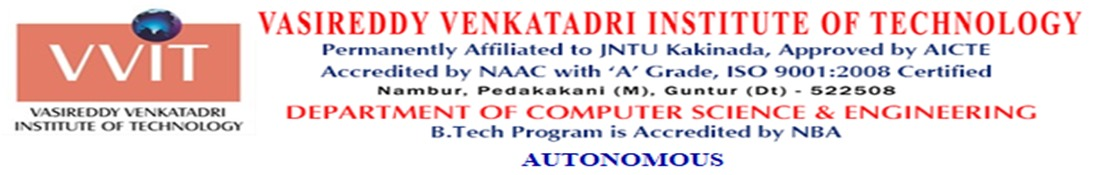 VVIT
VASIREDDY VENKATADRI
INSTITUTE OF TECHNOLOGY
VASIREDDY VENKATADRI INSTITUTE OF TECHNOLOGY
Permanently Affiliated to JNTU Kakinada, Approved by AICTE
Accredited by NAAC with ‘A’ Grade, ISO 9001:2008 Certified
Nambur, Pedakakani (M), Guntur (Dt) - 522508
DEPARTMENT OF COMPUTER SCIENCE & ENGINEERING
B.Tech Program is Accredited by NBA
AUTONOMOUS